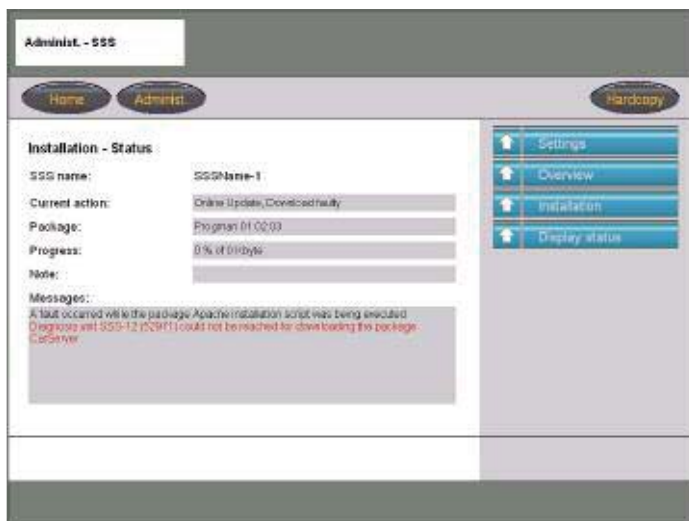 Administ. - SSS
Home Administ. Hardcopy
Installation - Status
SSS name: SSSName-1
Current action: Online Update, Download faulty
Package: Progman 01.02.03
Progress: 0 % of 0 kbyte
Note:
Messages:
A fault occurred while the package Apache installation script was being executed
Diagnosis unit SSS-12 could not be reached for downloading the package
CarServer
Settings
Overview
Installation
Display status